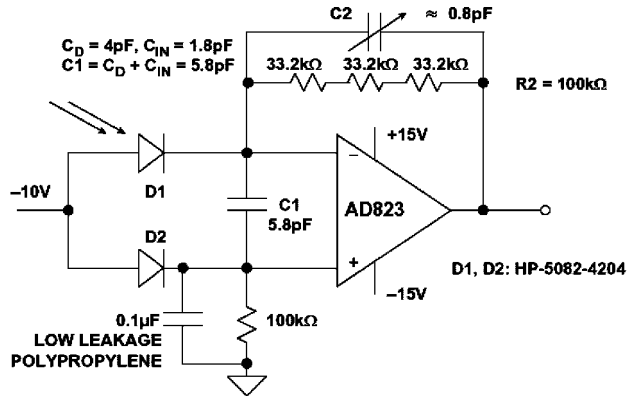 C2
≈ 0.8pF
C_D = 4pF, C_IN = 1.8pF
C1 = C_D + C_IN = 5.8pF
33.2kΩ 33.2kΩ 33.2kΩ
R2 = 100kΩ
+15V
–10V
D1
C1
5.8pF
–
AD823
D2
+
–15V
D1, D2: HP-5082-4204
0.1μF
100kΩ
LOW LEAKAGE
POLYPROPYLENE